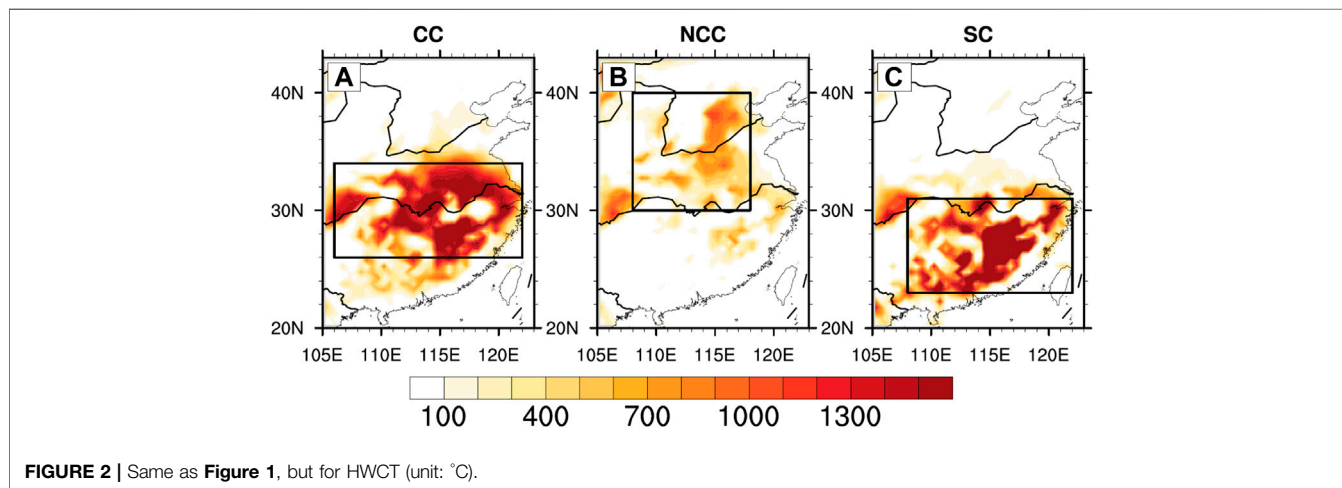 CC NCC SC
A B C
40N 40N 40N
30N 30N 30N
20N 20N 20N
105E 110E 115E 120E 105E 110E 115E 120E 105E 110E 115E 120E
100 400 700 1000 1300
FIGURE 2 | Same as Figure 1, but for HWCT (unit: °C).